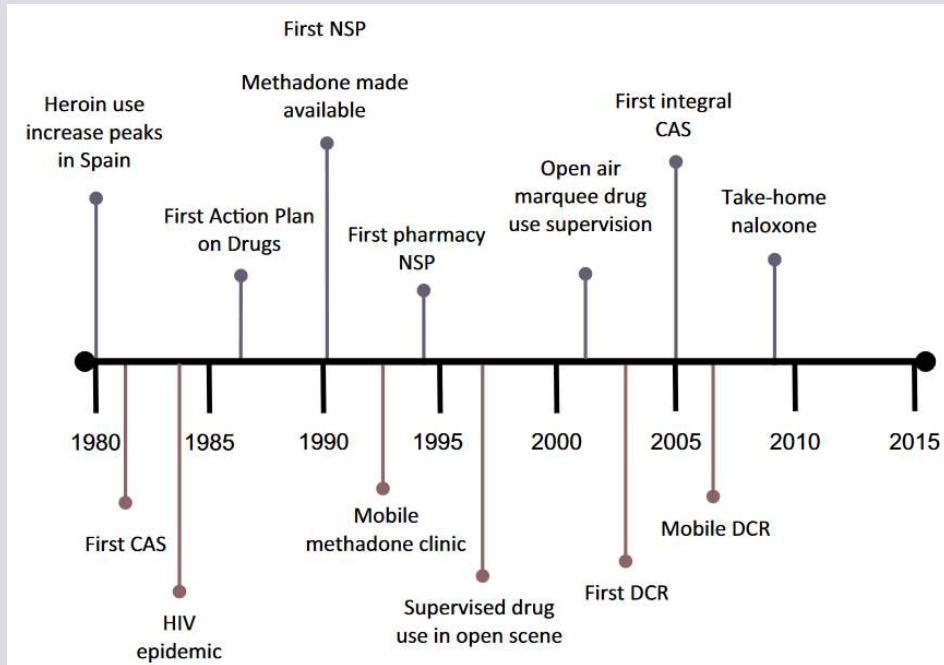 First NSP
Methadone made
available
Heroin use
increase peaks
in Spain
First integral
CAS
Open air
marquee drug
use supervision
Take-home
naloxone
First Action Plan
on Drugs
First pharmacy
NSP
1980
1985
1990
1995
2000
2005
2010
2015
First CAS
Mobile
methadone clinic
Mobile DCR
HIV
epidemic
Supervised drug
use in open scene
First DCR